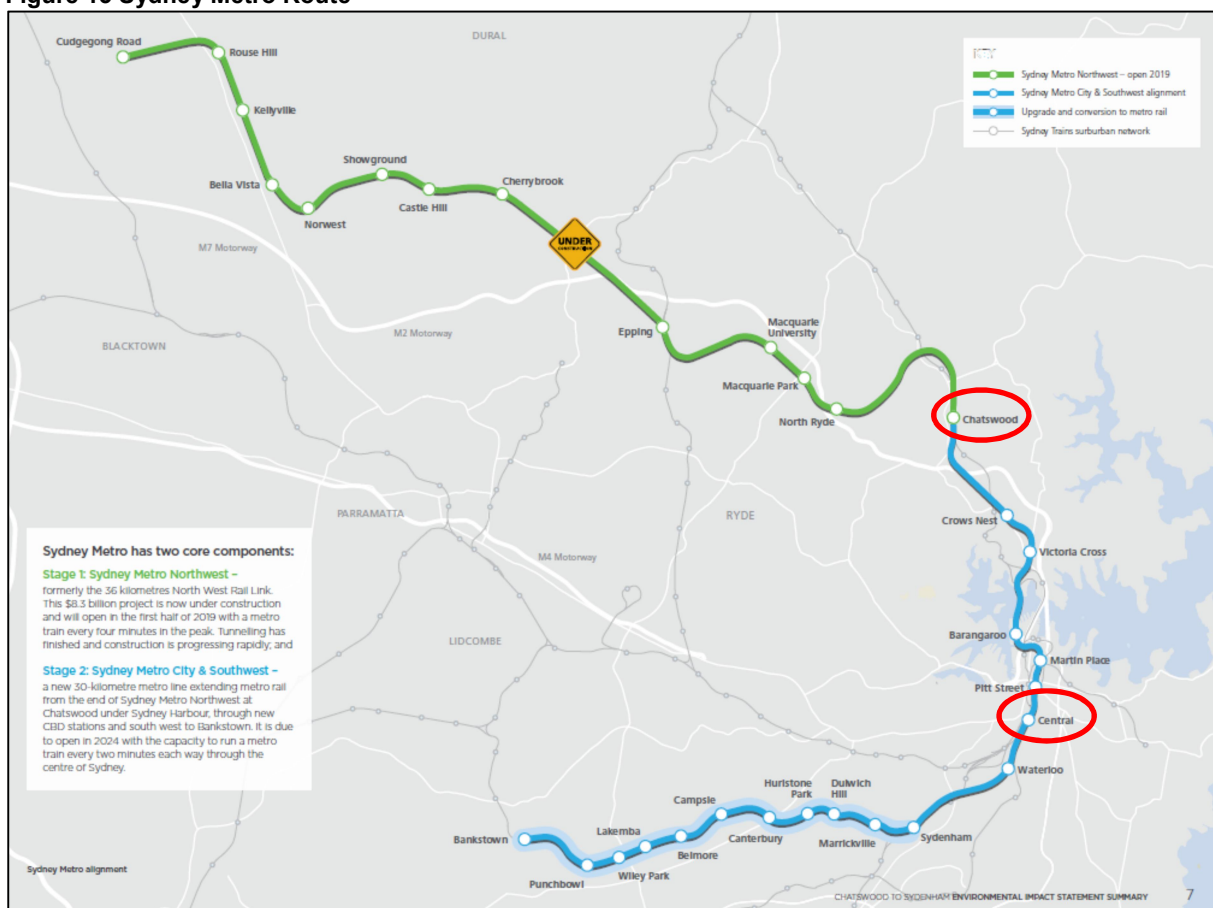 Figure 16 Sydney Metro Route
DURAL
Cudgegong Road
Rouse Hill
KEY
Sydney Metro Northwest – open 2019
Sydney Metro City & Southwest alignment
Upgrade and conversion to metro rail
Sydney Trains surburban network
Kellyville
Showground
Bella Vista
Cherrybrook
Castle Hill
Norwest
UNDER
CONSTRUCTION
M7 Motorway
Epping
Macquarie
University
M2 Motorway
BLACKTOWN
Macquarie Park
North Ryde
Chatswood
PARRAMATTA
RYDE
Crows Nest
M4 Motorway
Victoria Cross
Sydney Metro has two core components:
Stage 1: Sydney Metro Northwest –
formerly the 36 kilometres North West Rail Link.
This $8.3 billion project is now under construction
and will open in the first half of 2019 with a metro
train every four minutes in the peak. Tunnelling has
finished and construction is progressing rapidly; and
Stage 2: Sydney Metro City & Southwest –
a new 30-kilometre metro line extending metro rail
from the end of Sydney Metro Northwest at
Chatswood under Sydney Harbour, through new
CBD stations and south west to Bankstown. It is due
to open in 2024 with the capacity to run a metro
train every two minutes each way through the
centre of Sydney.
LIDCOMBE
Barangaroo
Martin Place
Pitt Street
Central
Waterloo
Hurlstone
Park
Dulwich
Hill
Campsie
Bankstown
Lakemba
Canterbury
Sydenham
Belmore
Marrickville
Wiley Park
Punchbowl
Sydney Metro alignment
CHATSWOOD TO SYDENHAM ENVIRONMENTAL IMPACT STATEMENT SUMMARY 7